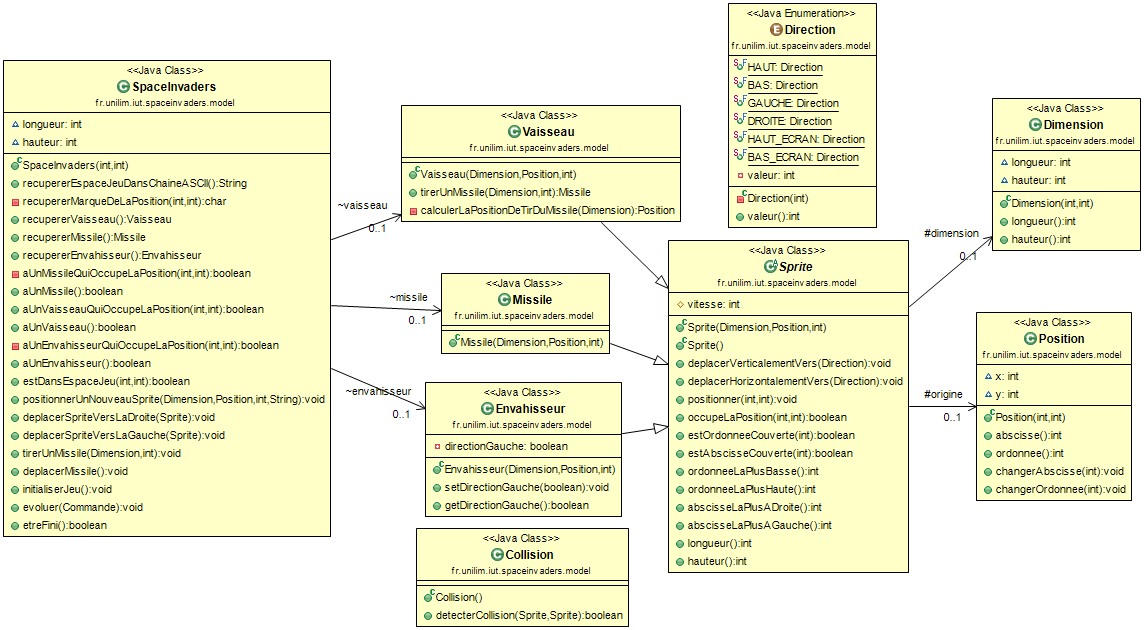 <<Java Class>>
SpaceInvaders
fr.unilim.iut.spaceinvaders.model
longueur: int
hauteur: int
SpaceInvaders(int,int)
recupererEspaceJeuDansChaineASCII():String
recupererMarqueDeLaPosition(int,int):char
recupererVaisseau():Vaisseau
recupererMissile():Missile
recupererEnvahisseur():Envahisseur
aUnMissileQuiOccupeLaPosition(int,int):boolean
aUnMissile():boolean
aUnVaisseauQuiOccupeLaPosition(int,int):boolean
aUnVaisseau():boolean
aUnEnvahisseurQuiOccupeLaPosition(int,int):boolean
aUnEnvahisseur():boolean
estDansEspaceJeu(int,int):boolean
positionnerUnNouveauSprite(Dimension,Position,int,String):void
deplacerSpriteVersLaDroite(Sprite):void
deplacerSpriteVersLaGauche(Sprite):void
tirerUnMissile(Dimension,int):void
deplacerMissile():void
initialiserJeu():void
evoluer(Commande):void
etreFini():boolean
~vaisseau
0..1
~missile
0..1
~envahisseur
0..1
<<Java Class>>
Vaisseau
fr.unilim.iut.spaceinvaders.model
Vaisseau(Dimension,Position,int)
tirerUnMissile(Dimension,int):Missile
calculerLaPositionDeTirDuMissile(Dimension):Position
<<Java Class>>
Missile
fr.unilim.iut.spaceinvaders.model
Missile(Dimension,Position,int)
<<Java Class>>
Envahisseur
fr.unilim.iut.spaceinvaders.model
directionGauche: boolean
Envahisseur(Dimension,Position,int)
setDirectionGauche(boolean):void
getDirectionGauche():boolean
<<Java Class>>
Collision
fr.unilim.iut.spaceinvaders.model
Collision()
detecterCollision(Sprite,Sprite):boolean
<<Java Enumeration>>
Direction
fr.unilim.iut.spaceinvaders.model
HAUT: Direction
BAS: Direction
GAUCHE: Direction
DROITE: Direction
HAUT_ECRAN: Direction
BAS_ECRAN: Direction
valeur: int
Direction(int)
valeur():int
<<Java Class>>
Sprite
fr.unilim.iut.spaceinvaders.model
vitesse: int
Sprite(Dimension,Position,int)
Sprite()
deplacerVerticalementVers(Direction):void
deplacerHorizontalementVers(Direction):void
positionner(int,int):void
occupeLaPosition(int,int):boolean
estOrdonneeCouverte(int):boolean
estAbscisseCouverte(int):boolean
ordonneeLaPlusBasse():int
ordonneeLaPlusHaute():int
abscisseLaPlusADroite():int
abscisseLaPlusAGauche():int
longueur():int
hauteur():int
#dimension
0..1
#origine
0..1
<<Java Class>>
Dimension
fr.unilim.iut.spaceinvaders.model
longueur: int
hauteur: int
Dimension(int,int)
longueur():int
hauteur():int
<<Java Class>>
Position
fr.unilim.iut.spaceinvaders.model
x: int
y: int
Position(int,int)
abscisse():int
ordonnee():int
changerAbscisse(int):void
changerOrdonnee(int):void